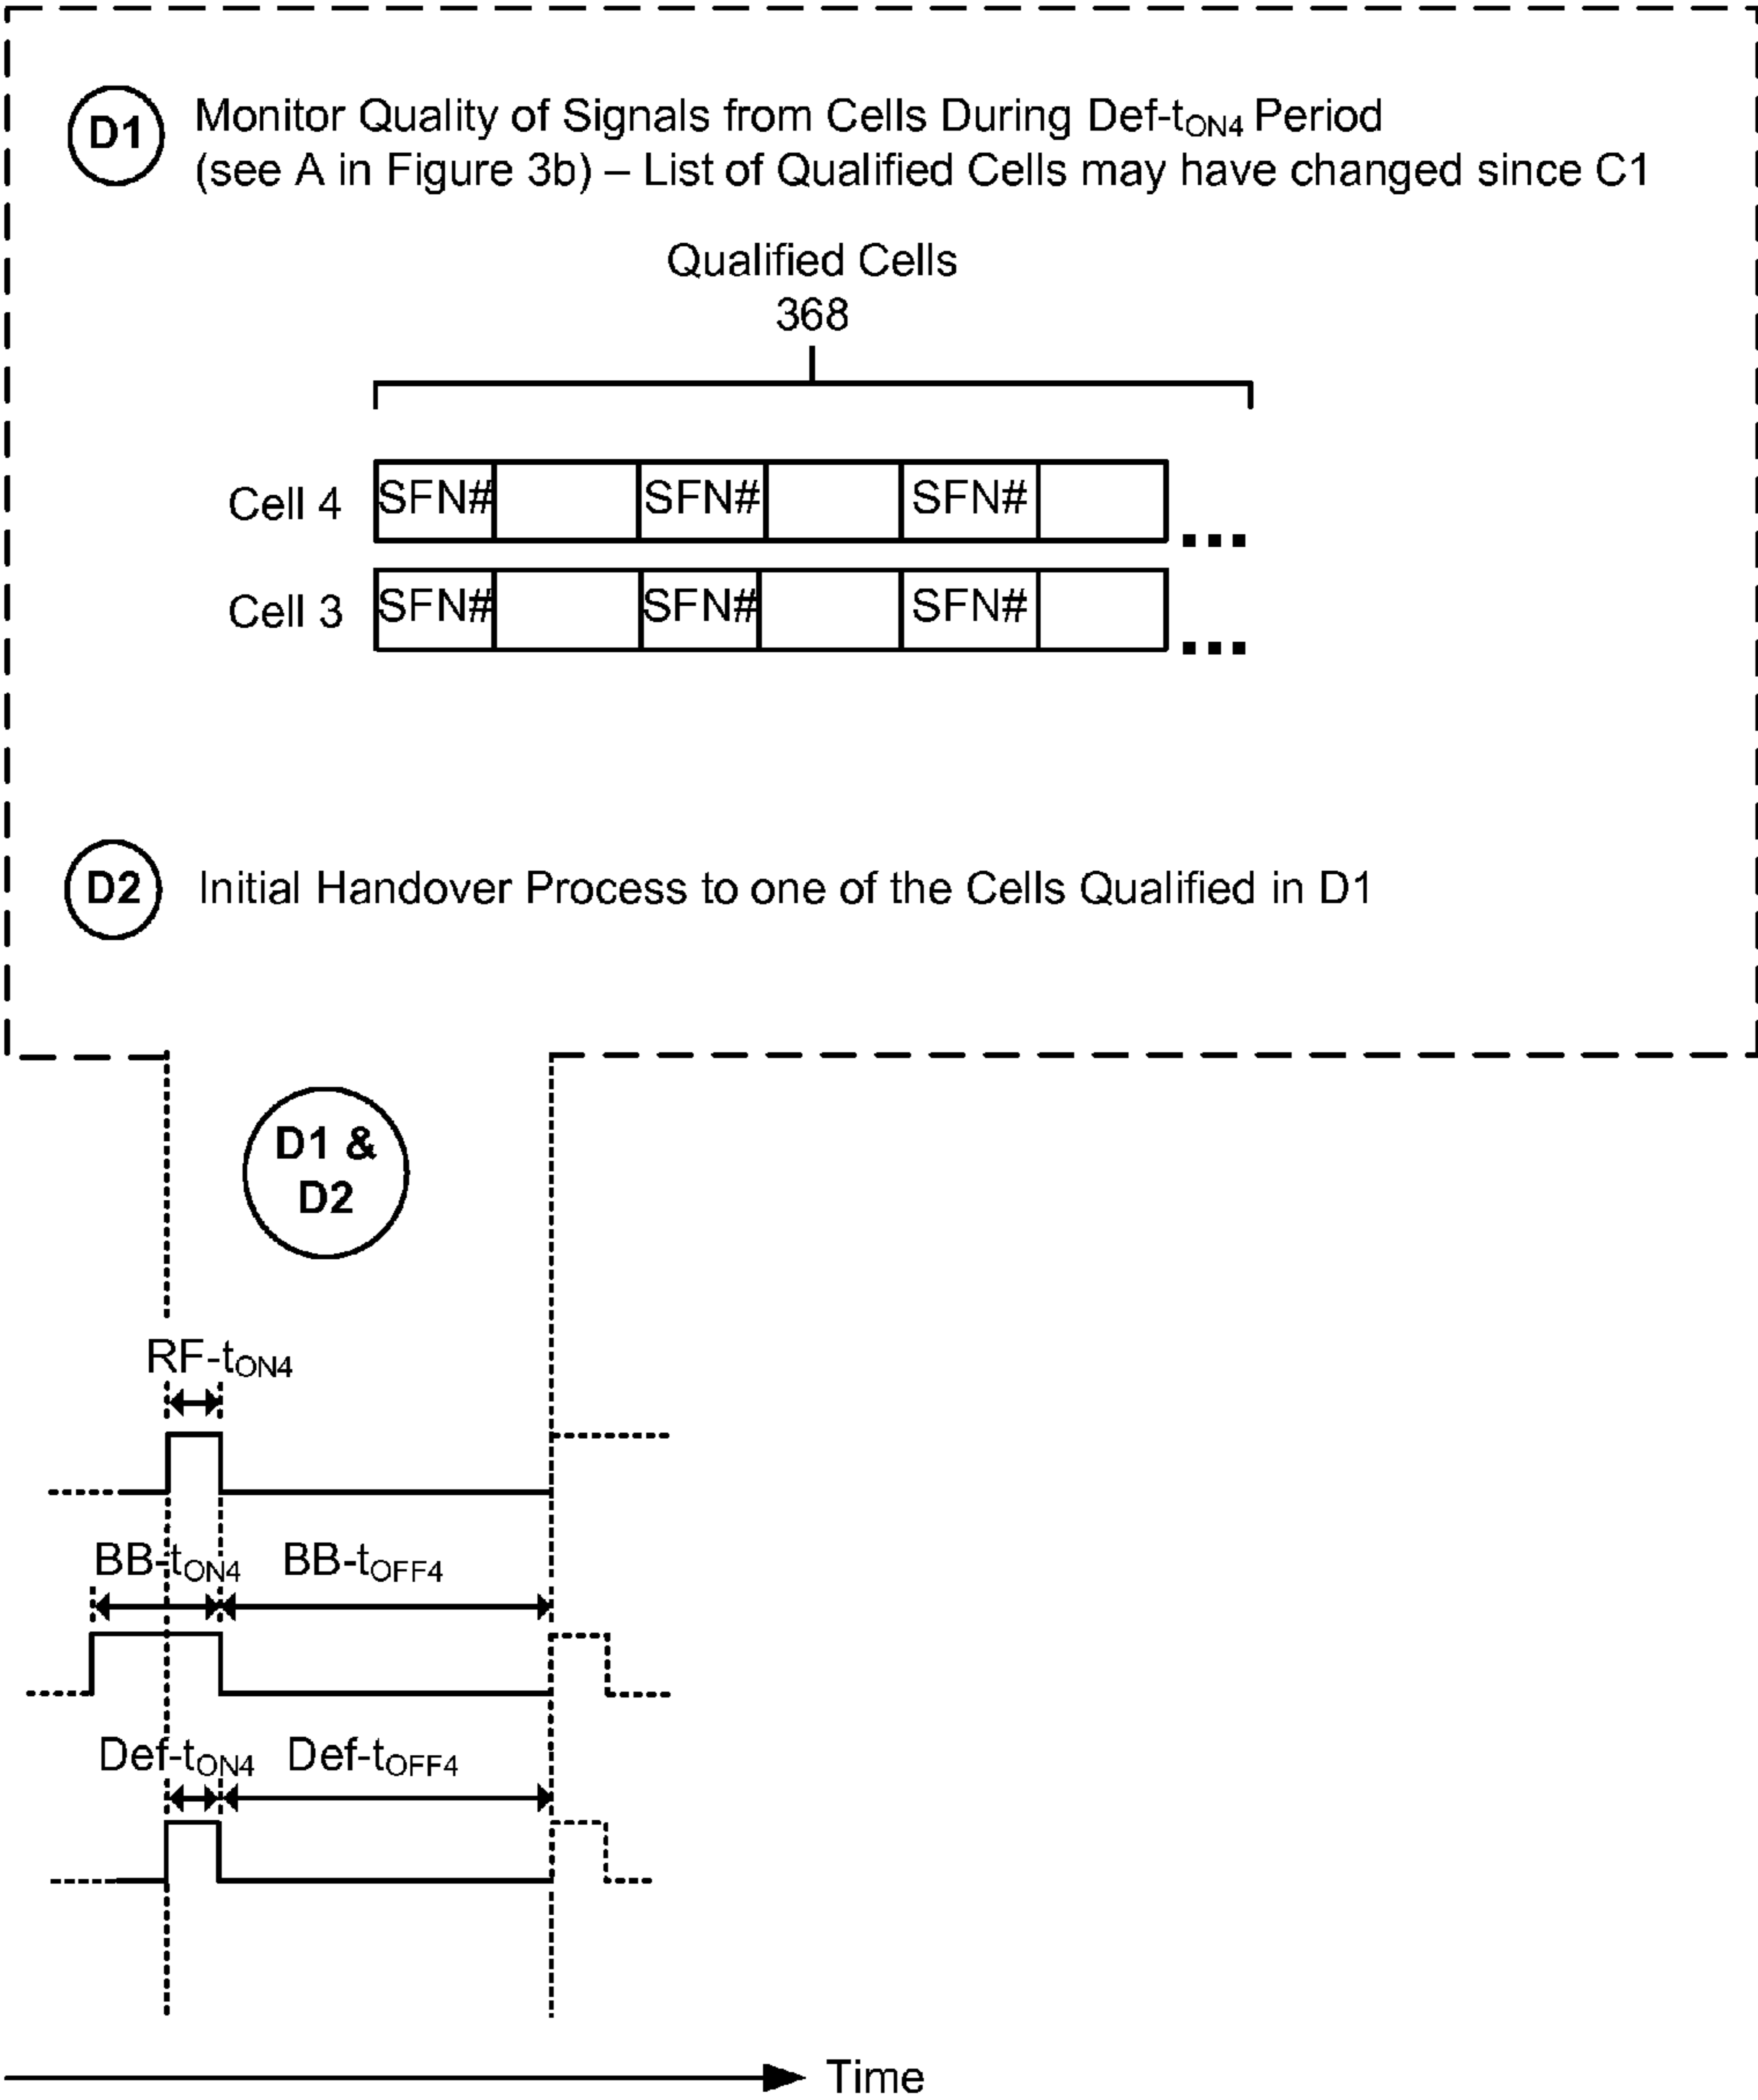 D1 Monitor Quality of Signals from Cells During Def-tON4 Period
(see A in Figure 3b) – List of Qualified Cells may have changed since C1
Qualified Cells
368
Cell 4 SFN# SFN# SFN# ...
Cell 3 SFN# SFN# SFN# ...
D2 Initial Handover Process to one of the Cells Qualified in D1
D1 &
D2
RF-tON4
BB-tON4 BB-tOFF4
Def-tON4 Def-tOFF4
Time